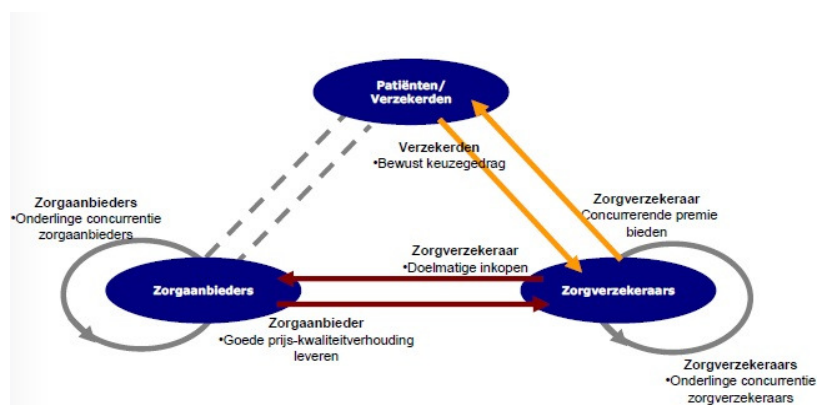 Patiënten/
Verzekerden
Verzekerden
•Bewust keuzegedrag
Zorgaanbieders
•Onderlinge concurrentie
zorgaanbieders
Zorgverzekeraar
Concurrerende premie
bieden
Zorgverzekeraar
•Doelmatige inkopen
Zorgaanbieders
Zorgverzekeraars
Zorgaanbieder
•Goede prijs-kwaliteitverhouding
leveren
Zorgverzekeraars
•Onderlinge concurrentie
zorgverzekeraars